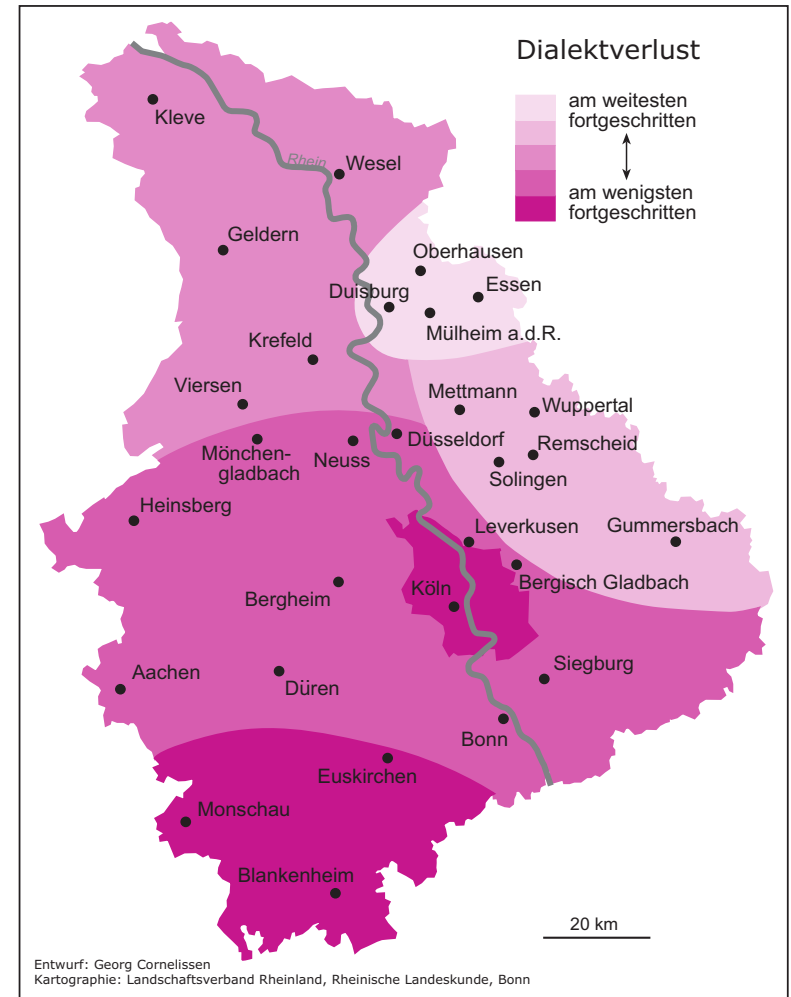 Dialektverlust
am weitesten
fortgeschritten
am wenigsten
fortgeschritten
Kleve
Rhein
Wesel
Geldern
Oberhausen
Duisburg
Essen
Mülheim a.d.R.
Krefeld
Viersen
Mettmann
Wuppertal
Mönchen-
gladbach
Neuss
Düsseldorf
Remscheid
Solingen
Heinsberg
Leverkusen
Gummersbach
Bergheim
Köln
Bergisch Gladbach
Aachen
Düren
Siegburg
Bonn
Euskirchen
Monschau
Blankenheim
20 km
Entwurf: Georg Cornelissen
Kartographie: Landschaftsverband Rheinland, Rheinische Landeskunde, Bonn